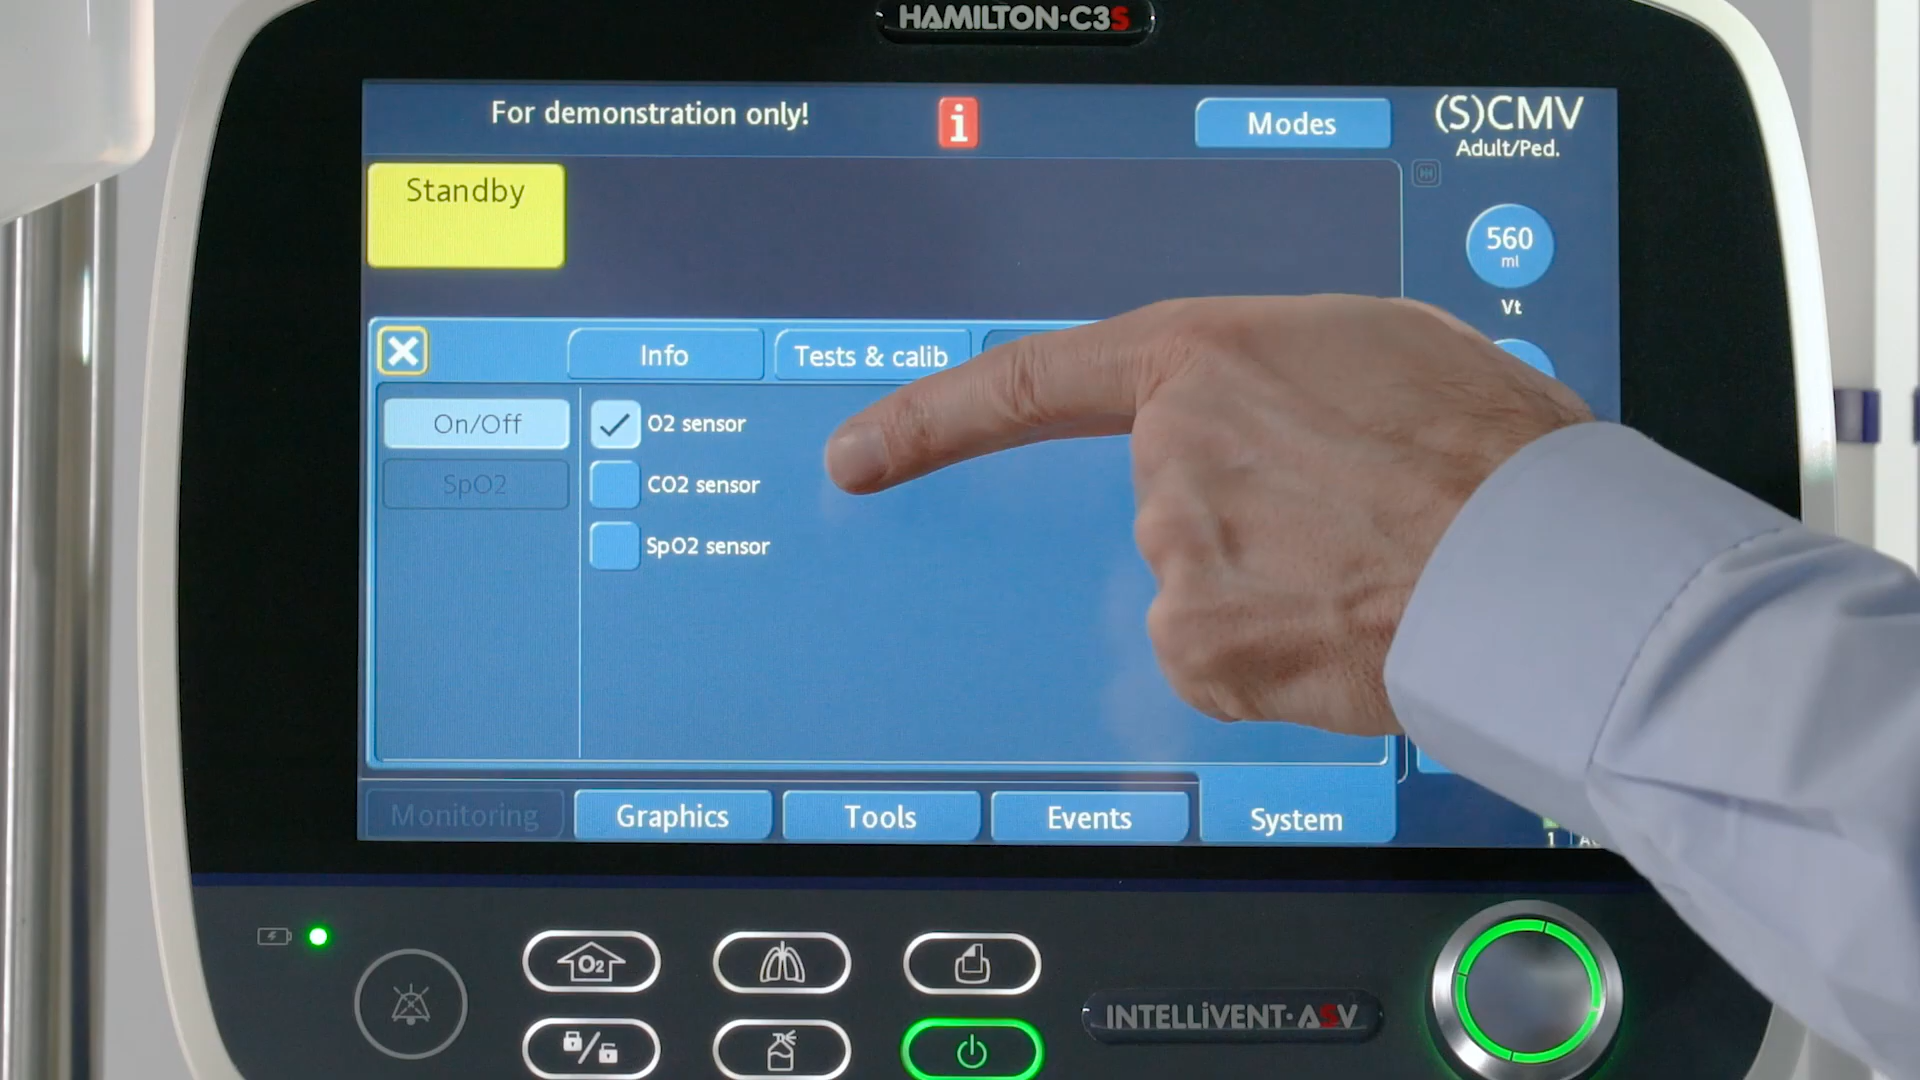 HAMILTON·C3S
For demonstration only!
i
Modes
(S)CMV
Adult/Ped.
Standby
560
ml
Vt
Info
Tests & calib
On/Off
O2 sensor
SpO2
CO2 sensor
SpO2 sensor
Monitoring
Graphics
Tools
Events
System
1
O2
INTELLiVENT·ASV